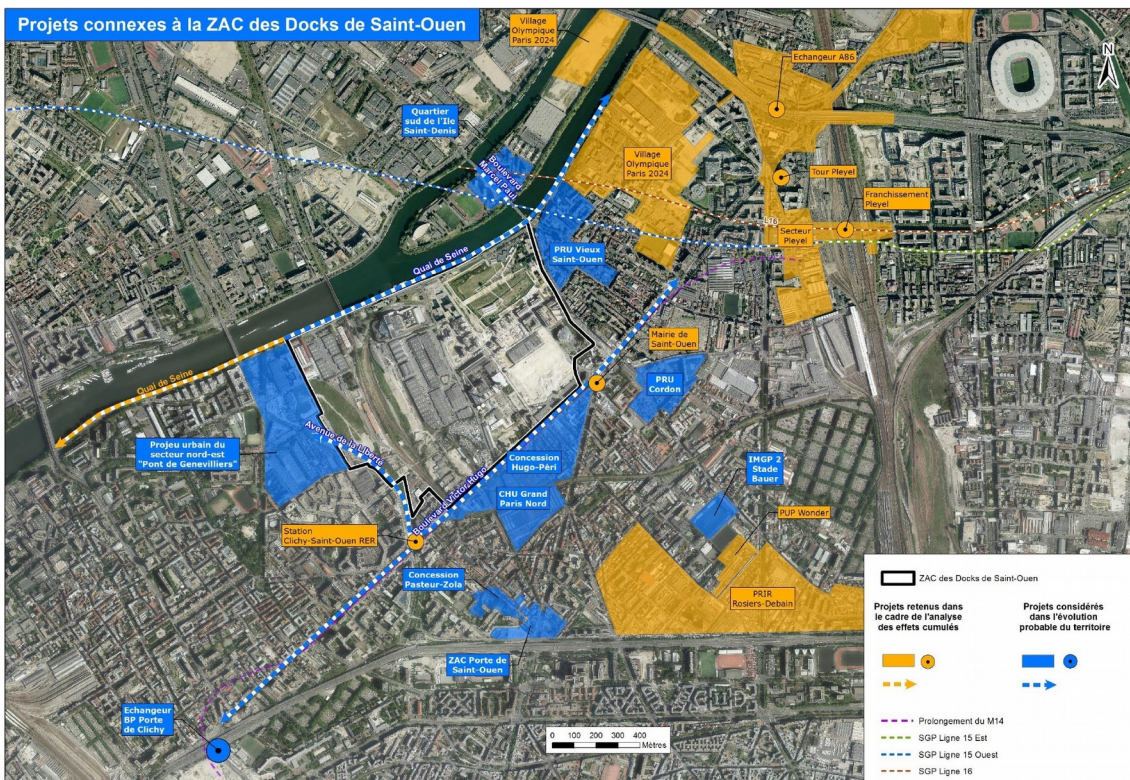 Projets connexes à la ZAC des Docks de Saint-Ouen
Village
Olympique
Paris 2024
Echangeur A86
N
Quartier
sud de l'Ile
Saint-Denis
Boulevard
Marcel Paul
Village
Olympique
Paris 2024
Tour Pleyel
Franchissement
Pleyel
Secteur
Pleyel
PRU Vieux
Saint-Ouen
Quai de Seine
Mairie de
Saint-Ouen
Quai de Seine
PRU
Cordon
Projeu urbain du
secteur nord-est
"Pont de Genevilliers"
Avenue de la Liberté
Concession
Hugo-Péri
IMGP 2
Stade
Bauer
Boulevard Victor Hugo
CHU Grand
Paris Nord
PUP Wonder
Station
Clichy-Saint-Ouen RER
Concession
Pasteur-Zola
PRIR
Rosiers-Debain
ZAC Porte de
Saint-Ouen
Echangeur
BP Porte
de Clichy
0 100 200 300 400
Mètres
ZAC des Docks de Saint-Ouen
Projets retenus dans
le cadre de l'analyse
des effets cumulés
Projets considérés
dans l'évolution
probable du territoire
Prolongement du M14
SGP Ligne 15 Est
SGP Ligne 15 Ouest
SGP Ligne 16